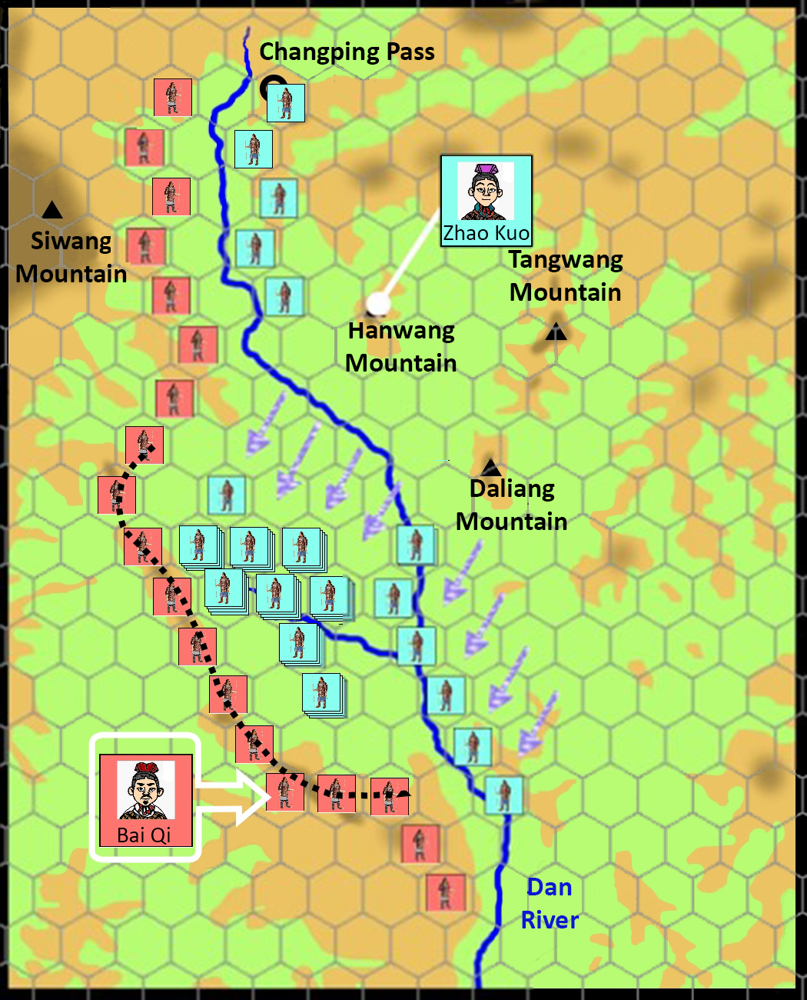 Changping Pass
Zhao Kuo
Siwang
Mountain
Tangwang
Mountain
Hanwang
Mountain
Daliang
Mountain
Bai Qi
Dan
River